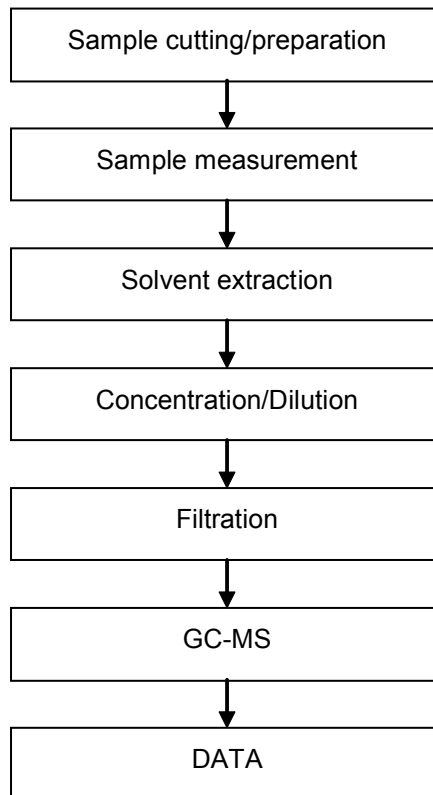 Sample cutting/preparation
Sample measurement
Solvent extraction
Concentration/Dilution
Filtration
GC-MS
DATA